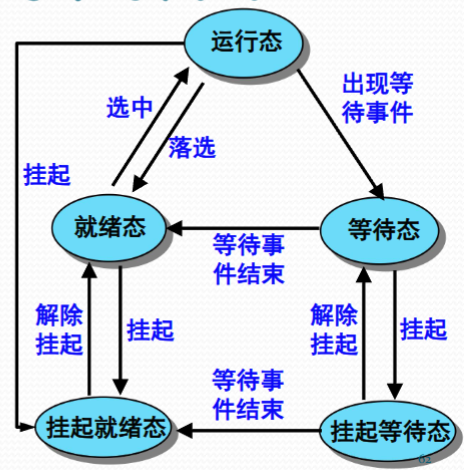 运行态
选中
出现等
待事件
落选
挂起
就绪态
等待态
等待事
件结束
解除
挂起
挂起
解除
挂起
挂起
等待事
件结束
挂起就绪态
挂起等待态
62